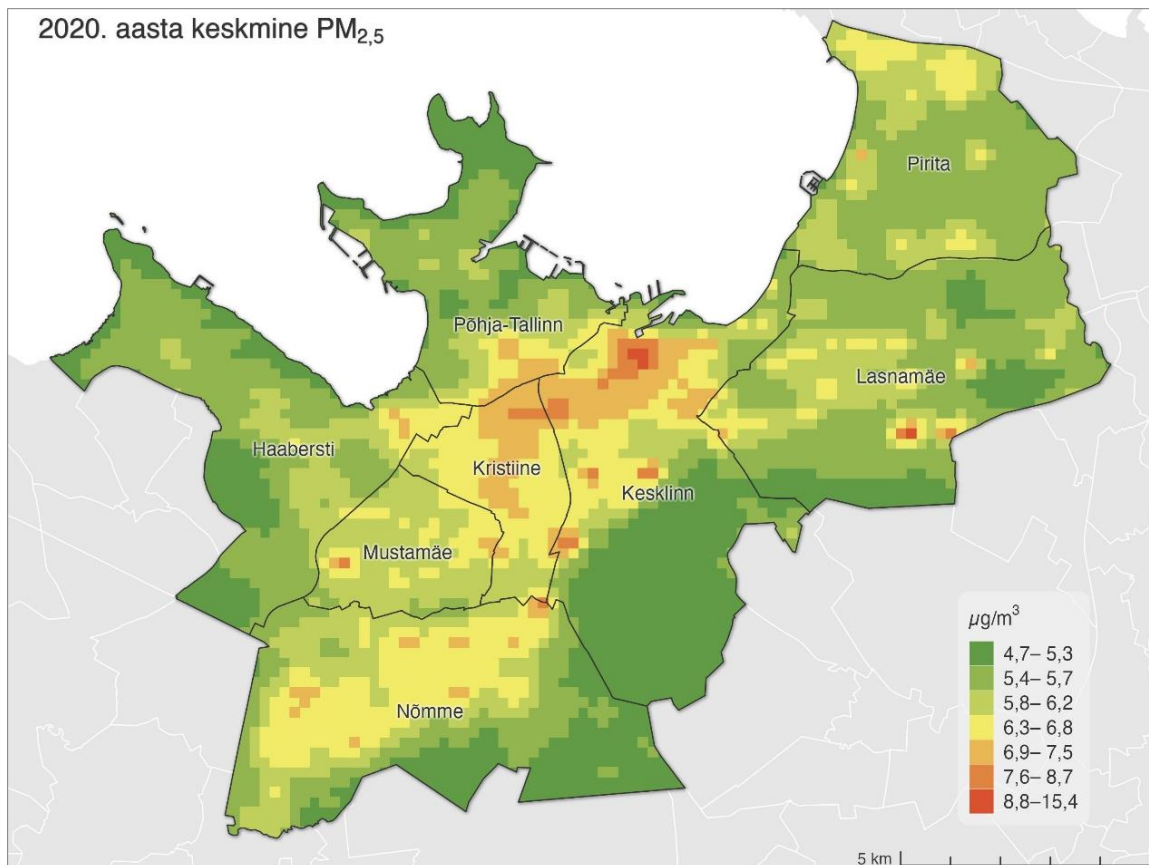 2020. aasta keskmine PM2,5
Pirita
Põhja-Tallinn
Lasnamäe
Haabersti
Kristiine
Kesklinn
Mustamäe
Nõmme
µg/m³
4,7– 5,3
5,4– 5,7
5,8– 6,2
6,3– 6,8
6,9– 7,5
7,6– 8,7
8,8–15,4
5 km